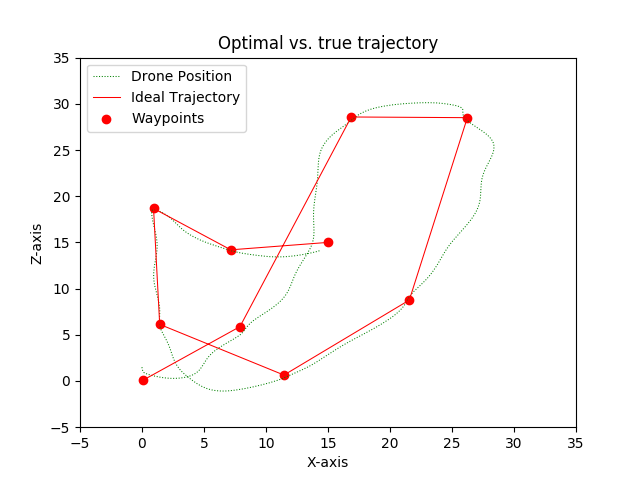 Optimal vs. true trajectory
Drone Position
Ideal Trajectory
Waypoints
35
30
25
20
15
10
5
0
−5
Z-axis
−5 0 5 10 15 20 25 30 35
X-axis